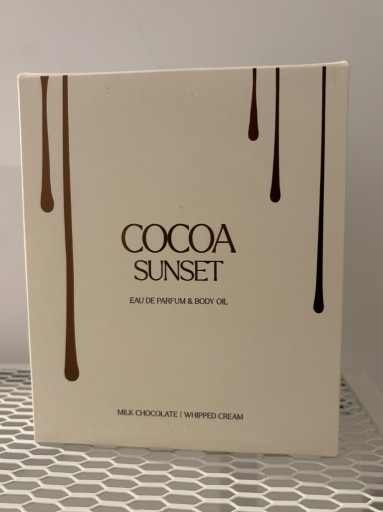 COCOA
SUNSET
EAU DE PARFUM & BODY OIL
MILK CHOCOLATE | WHIPPED CREAM